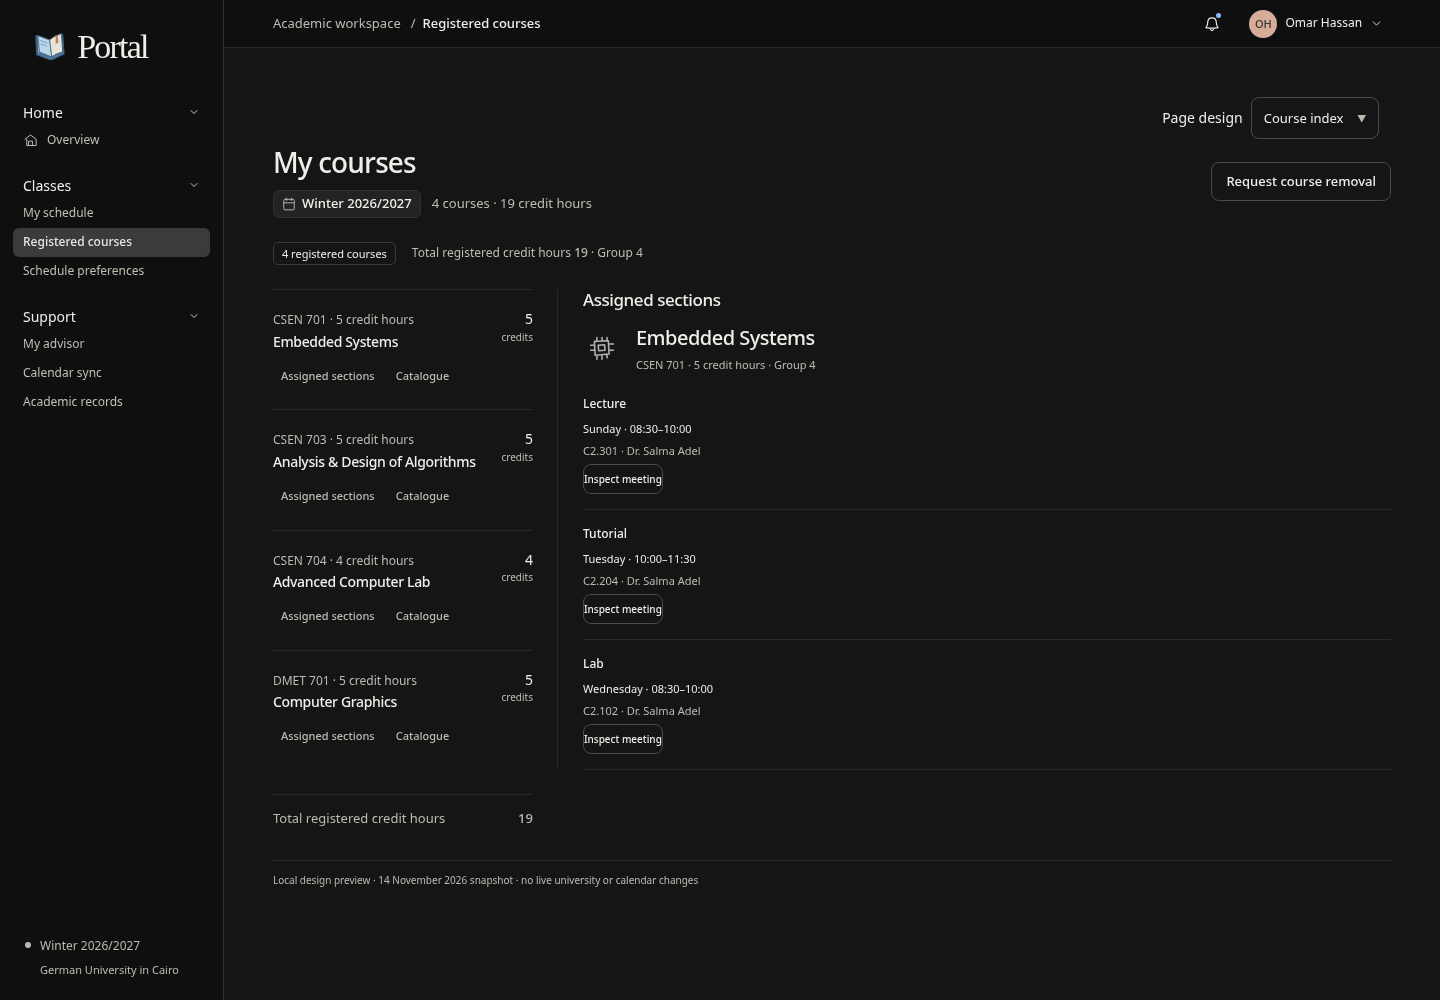 Portal
Home
Overview
Classes
My schedule
Registered courses
Schedule preferences
Support
My advisor
Calendar sync
Academic records
Winter 2026/2027
German University in Cairo
Academic workspace / Registered courses
OH Omar Hassan
Page design Course index
My courses
Request course removal
Winter 2026/2027 4 courses · 19 credit hours
4 registered courses Total registered credit hours 19 · Group 4
CSEN 701 · 5 credit hours 5
Embedded Systems credits
Assigned sections Catalogue
CSEN 703 · 5 credit hours 5
Analysis & Design of Algorithms credits
Assigned sections Catalogue
CSEN 704 · 4 credit hours 4
Advanced Computer Lab credits
Assigned sections Catalogue
DMET 701 · 5 credit hours 5
Computer Graphics credits
Assigned sections Catalogue
Total registered credit hours 19
Assigned sections
Embedded Systems
CSEN 701 · 5 credit hours · Group 4
Lecture
Sunday · 08:30–10:00
C2.301 · Dr. Salma Adel
Inspect meeting
Tutorial
Tuesday · 10:00–11:30
C2.204 · Dr. Salma Adel
Inspect meeting
Lab
Wednesday · 08:30–10:00
C2.102 · Dr. Salma Adel
Inspect meeting
Local design preview · 14 November 2026 snapshot · no live university or calendar changes